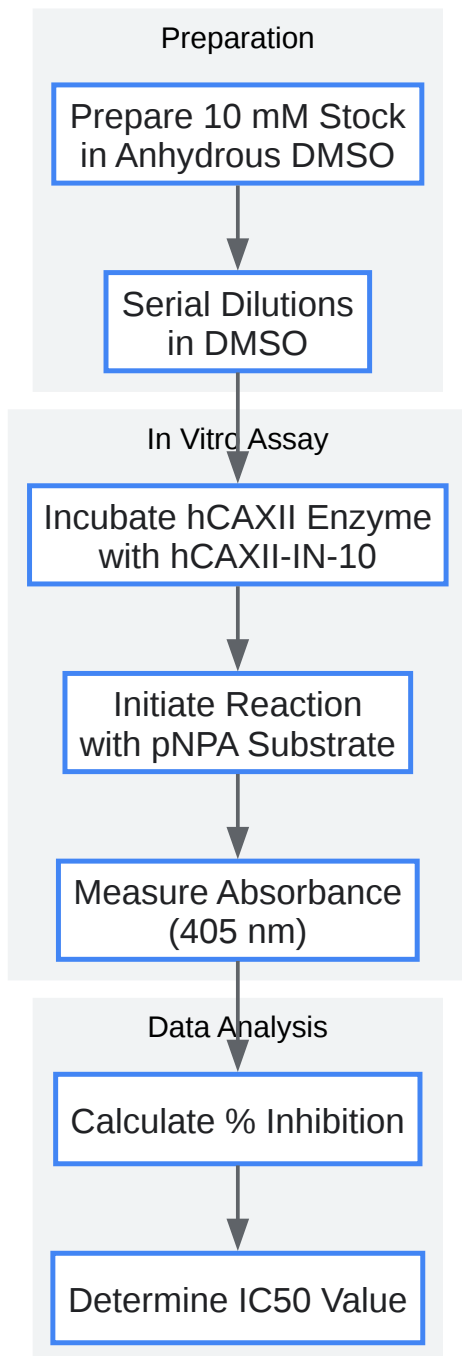 Preparation
Prepare 10 mM Stock
in Anhydrous DMSO
Serial Dilutions
in DMSO
In Vitro Assay
Incubate hCAXII Enzyme
with hCAXII-IN-10
Initiate Reaction
with pNPA Substrate
Measure Absorbance
(405 nm)
Data Analysis
Calculate % Inhibition
Determine IC50 Value